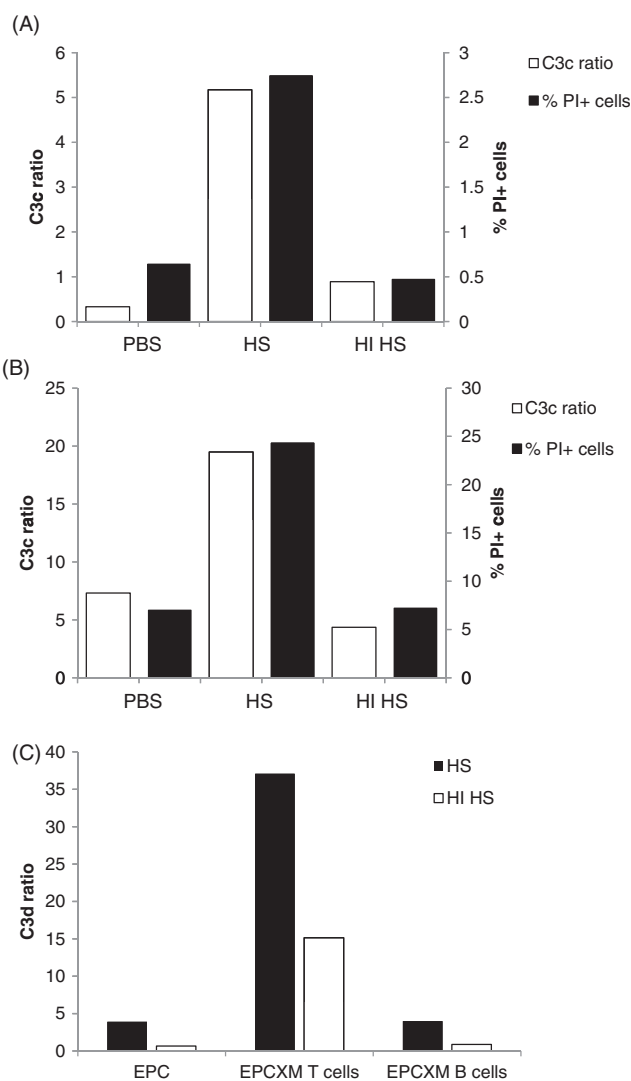 (A)
6
5
4
3
2
1
0
C3c ratio
3
2.5
2
1.5
1
0.5
0
% PI+ cells
C3c ratio
% PI+ cells
PBS HS HI HS
(B)
25
20
15
10
5
0
C3c ratio
30
25
20
15
10
5
0
% PI+ cells
C3c ratio
% PI+ cells
PBS HS HI HS
(C)
40
35
30
25
20
15
10
5
0
C3d ratio
HS
HI HS
EPC EPCXM T cells EPCXM B cells